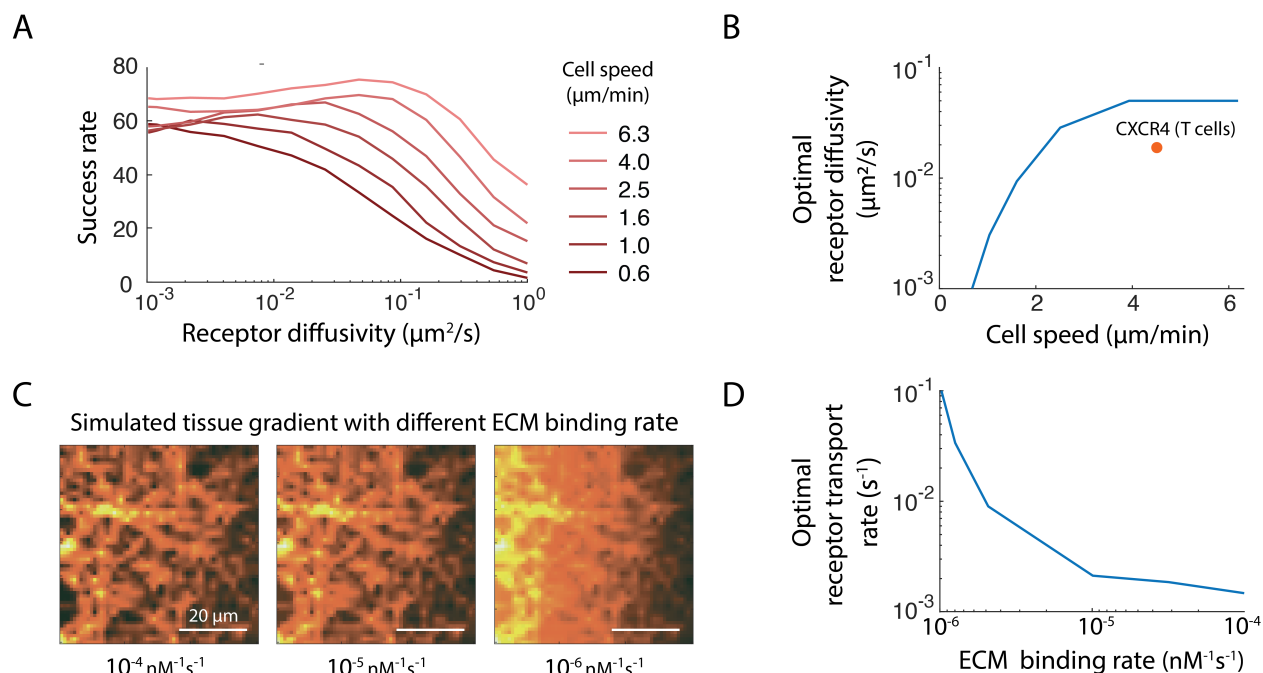 A
80
60
40
20
0
Success rate
10-3
10-2
10-1
100
Receptor diffusivity (μm2/s)
Cell speed
(μm/min)
6.3
4.0
2.5
1.6
1.0
0.6
B
10-1
10-2
10-3
Optimal
receptor diffusivity
(μm2/s)
CXCR4 (T cells)
0
2
4
6
Cell speed (μm/min)
C
Simulated tissue gradient with different ECM binding rate
20 μm
10-4 nM-1s-1
10-5 nM-1s-1
10-6 nM-1s-1
D
10-1
10-2
10-3
Optimal
receptor transport
rate (s-1)
10-6
10-5
10-4
ECM binding rate (nM-1s-1)